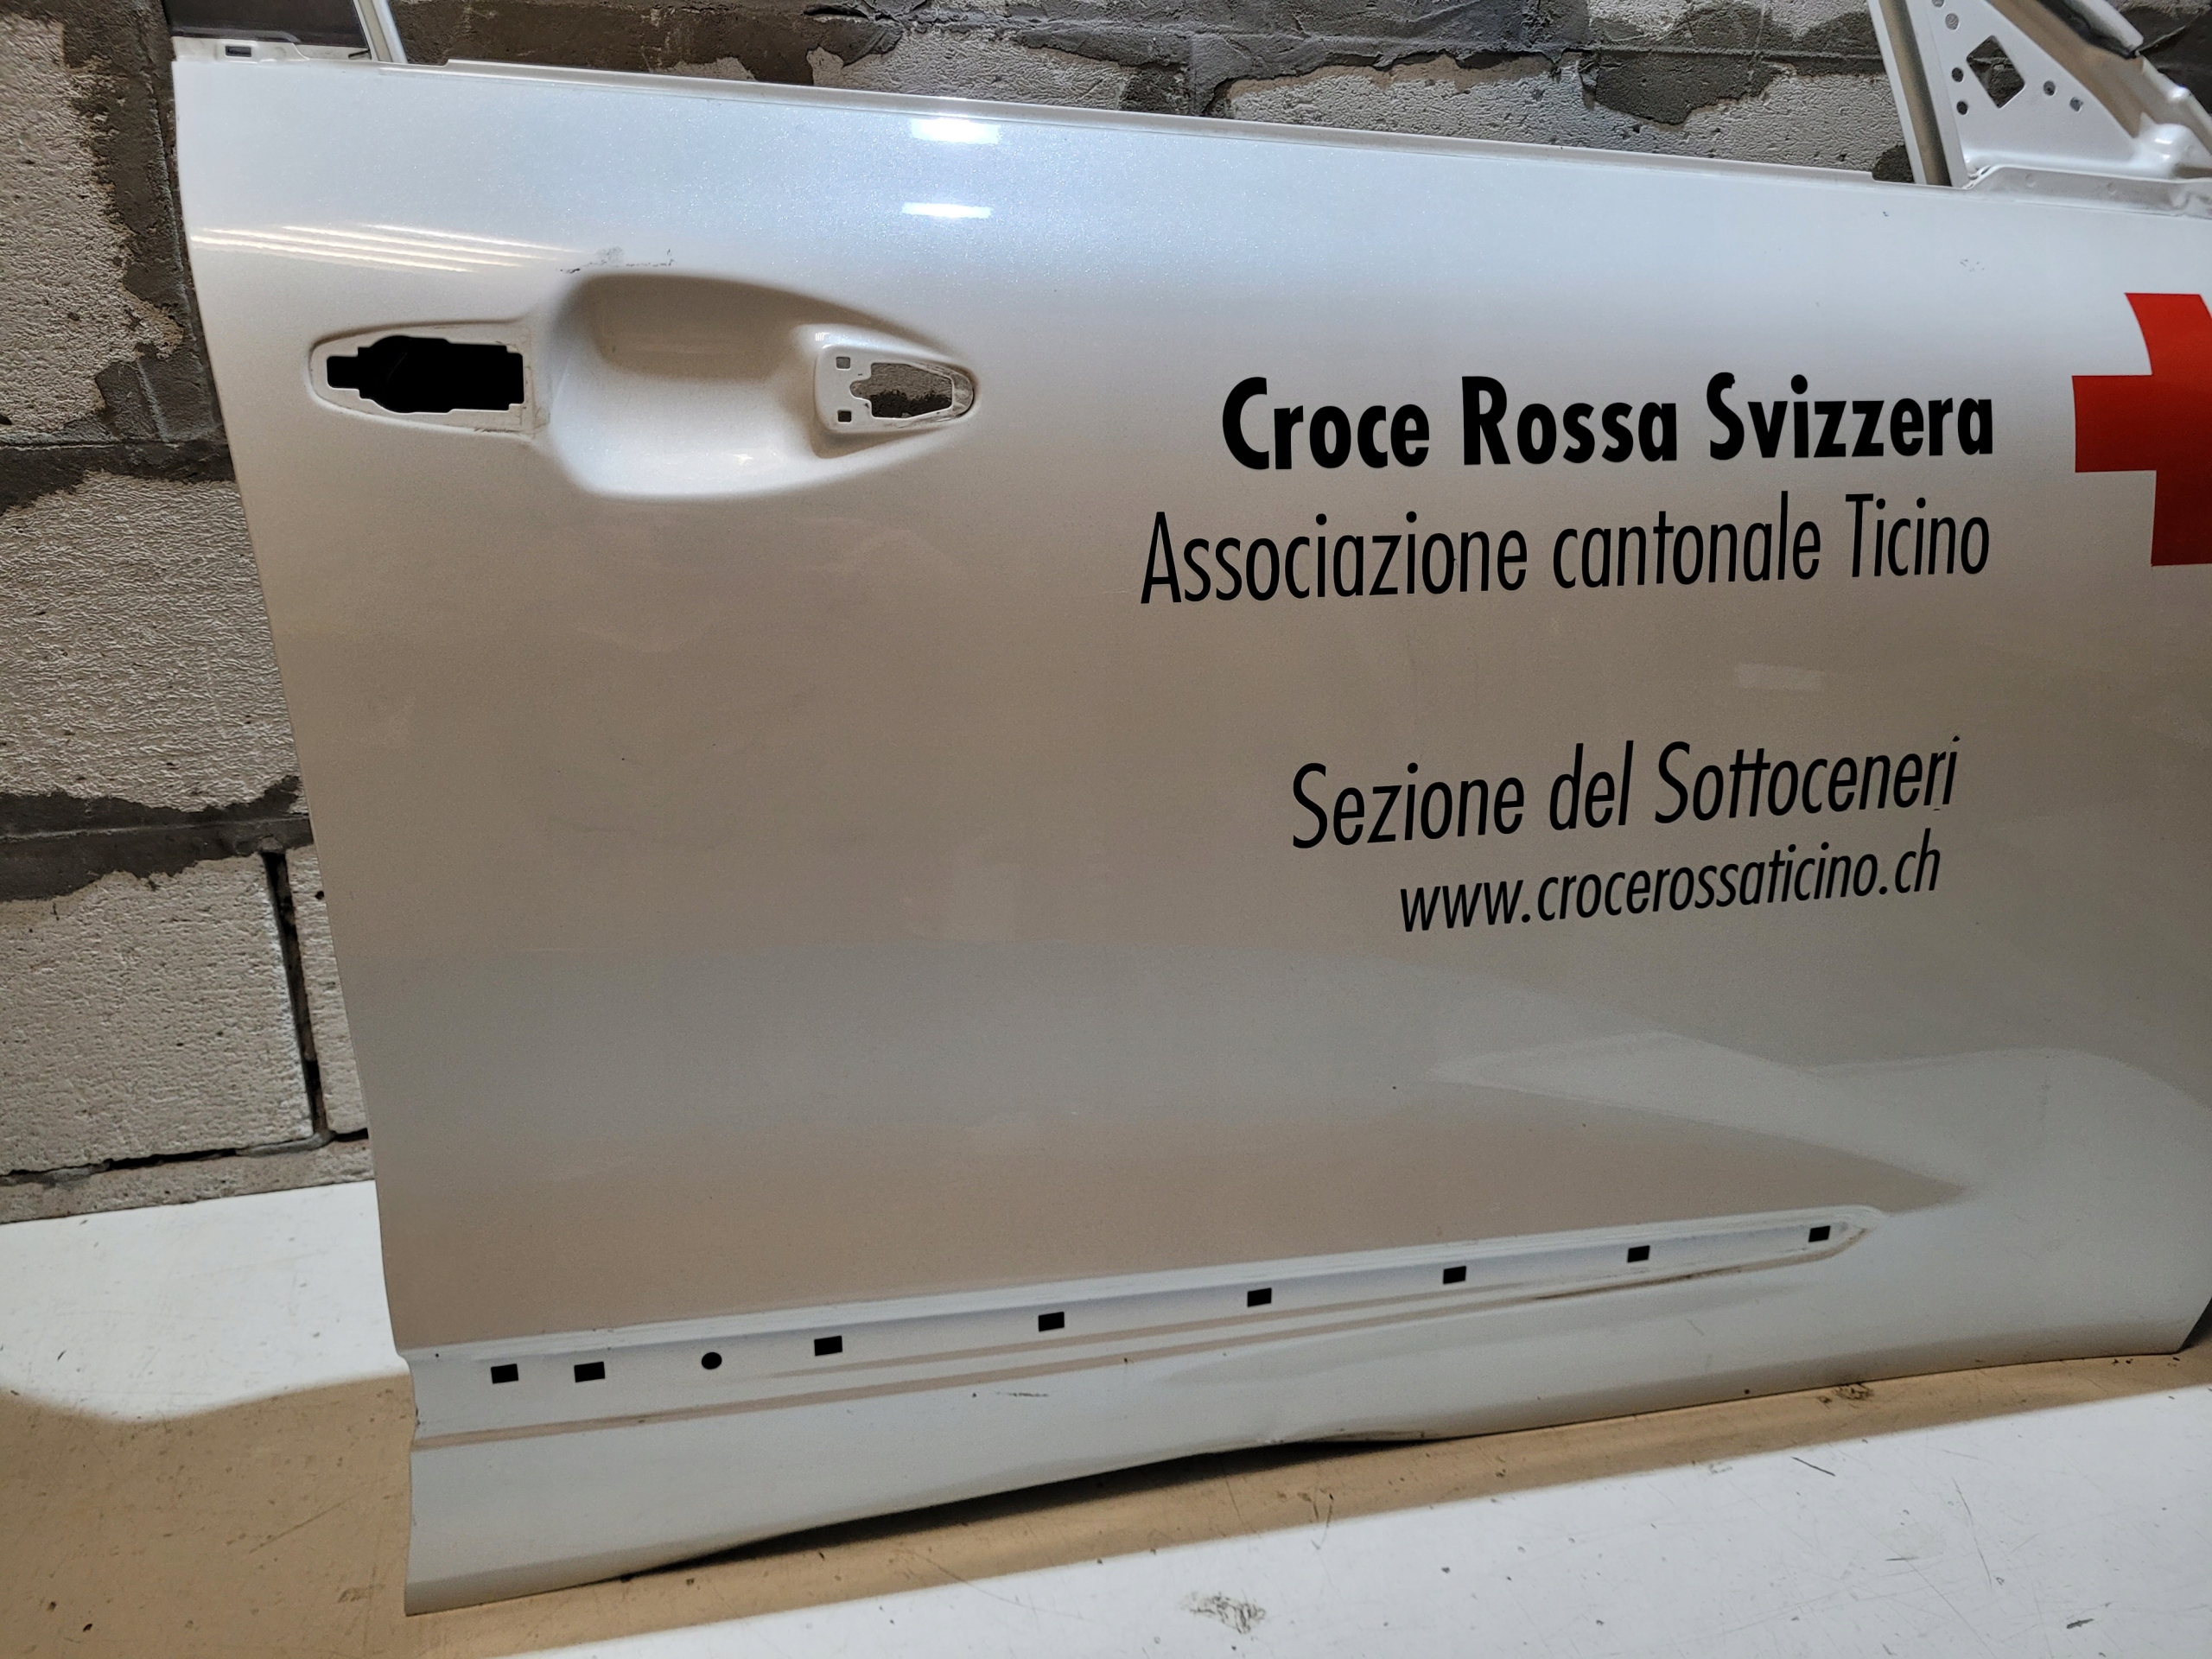 Croce Rossa Svizzera
Associazione cantonale Ticino
Sezione del Sottoceneri
www.crocerossaticino.ch